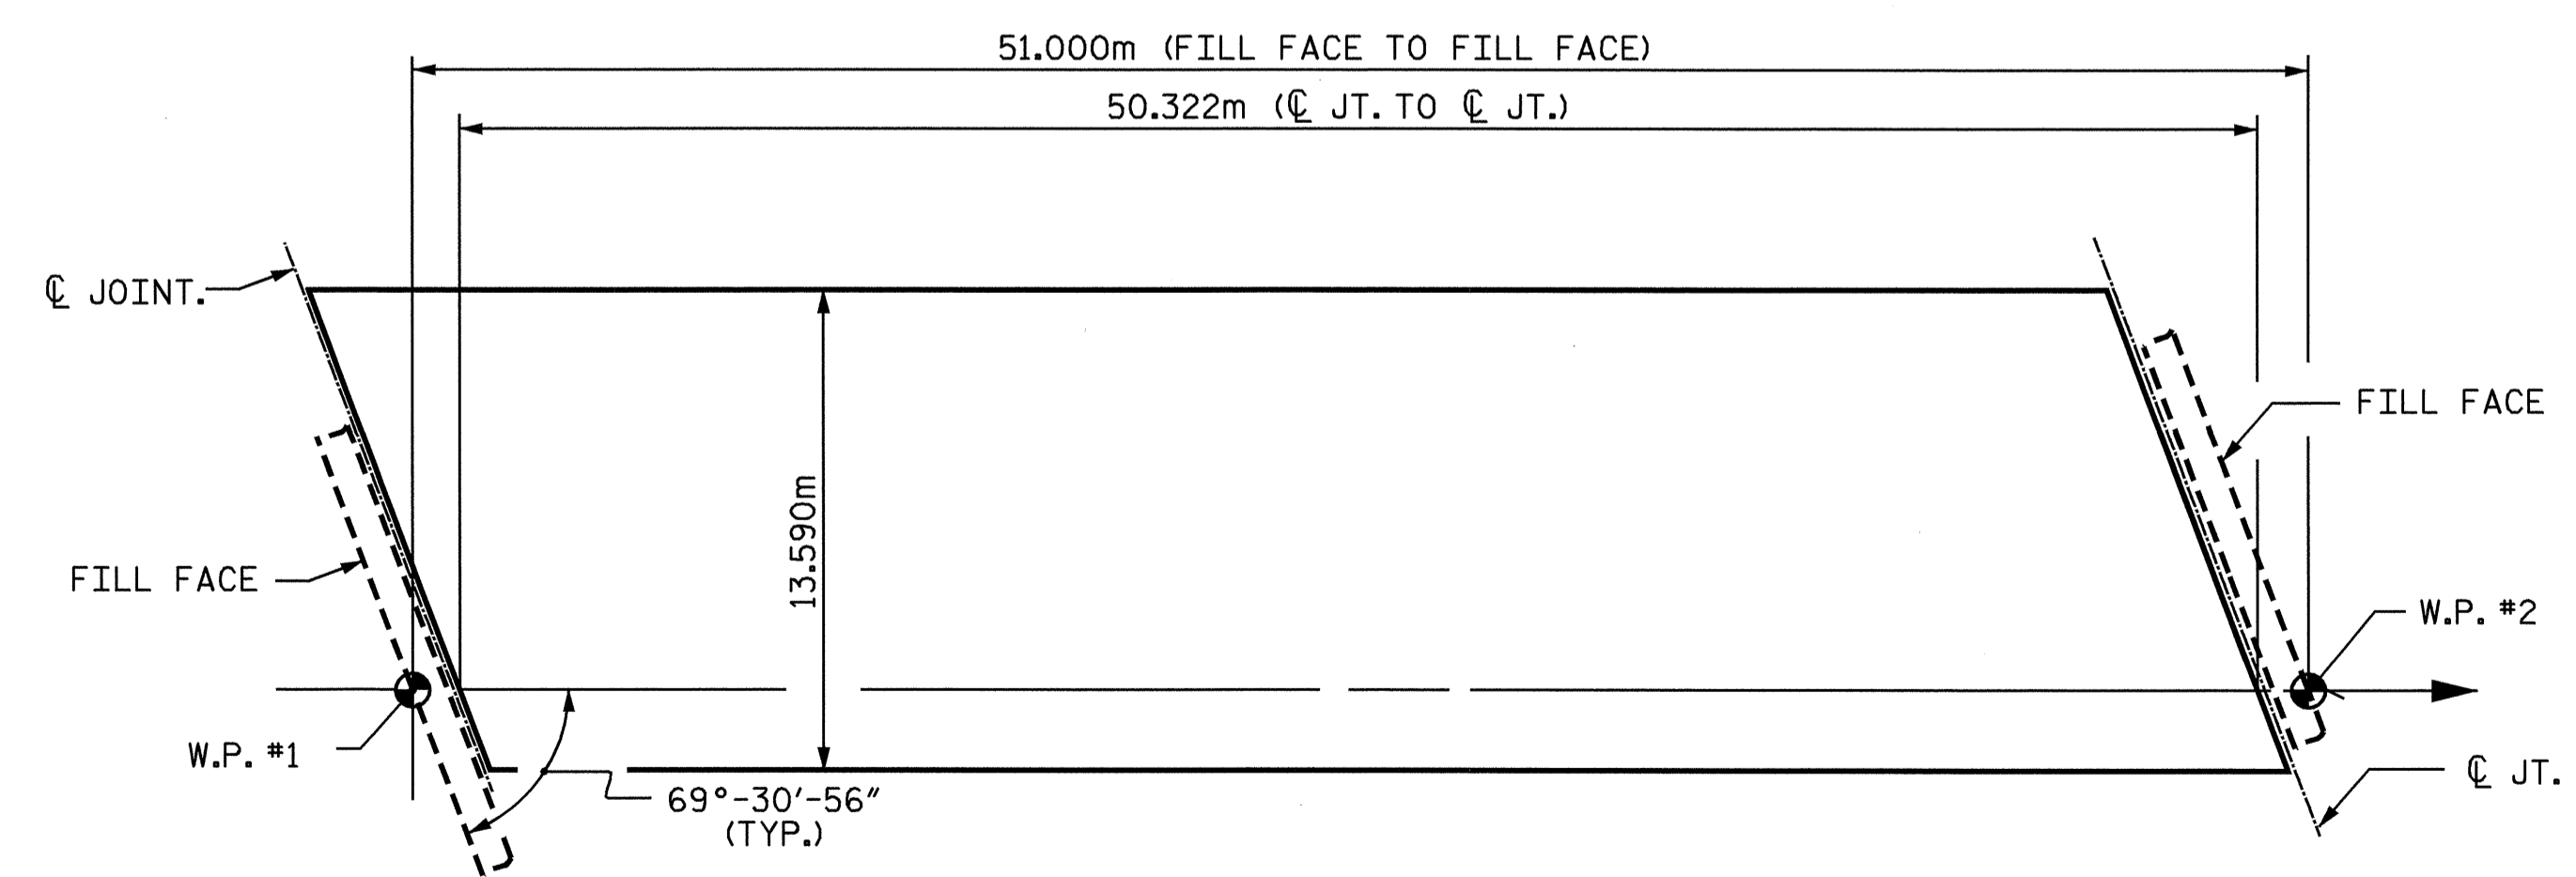 51.000m (FILL FACE TO FILL FACE)
50.322m (℄ JT. TO ℄ JT.)
℄ JOINT.
FILL FACE
13.590m
FILL FACE
W.P. #2
W.P. #1
69°-30'-56"
(TYP.)
℄ JT.